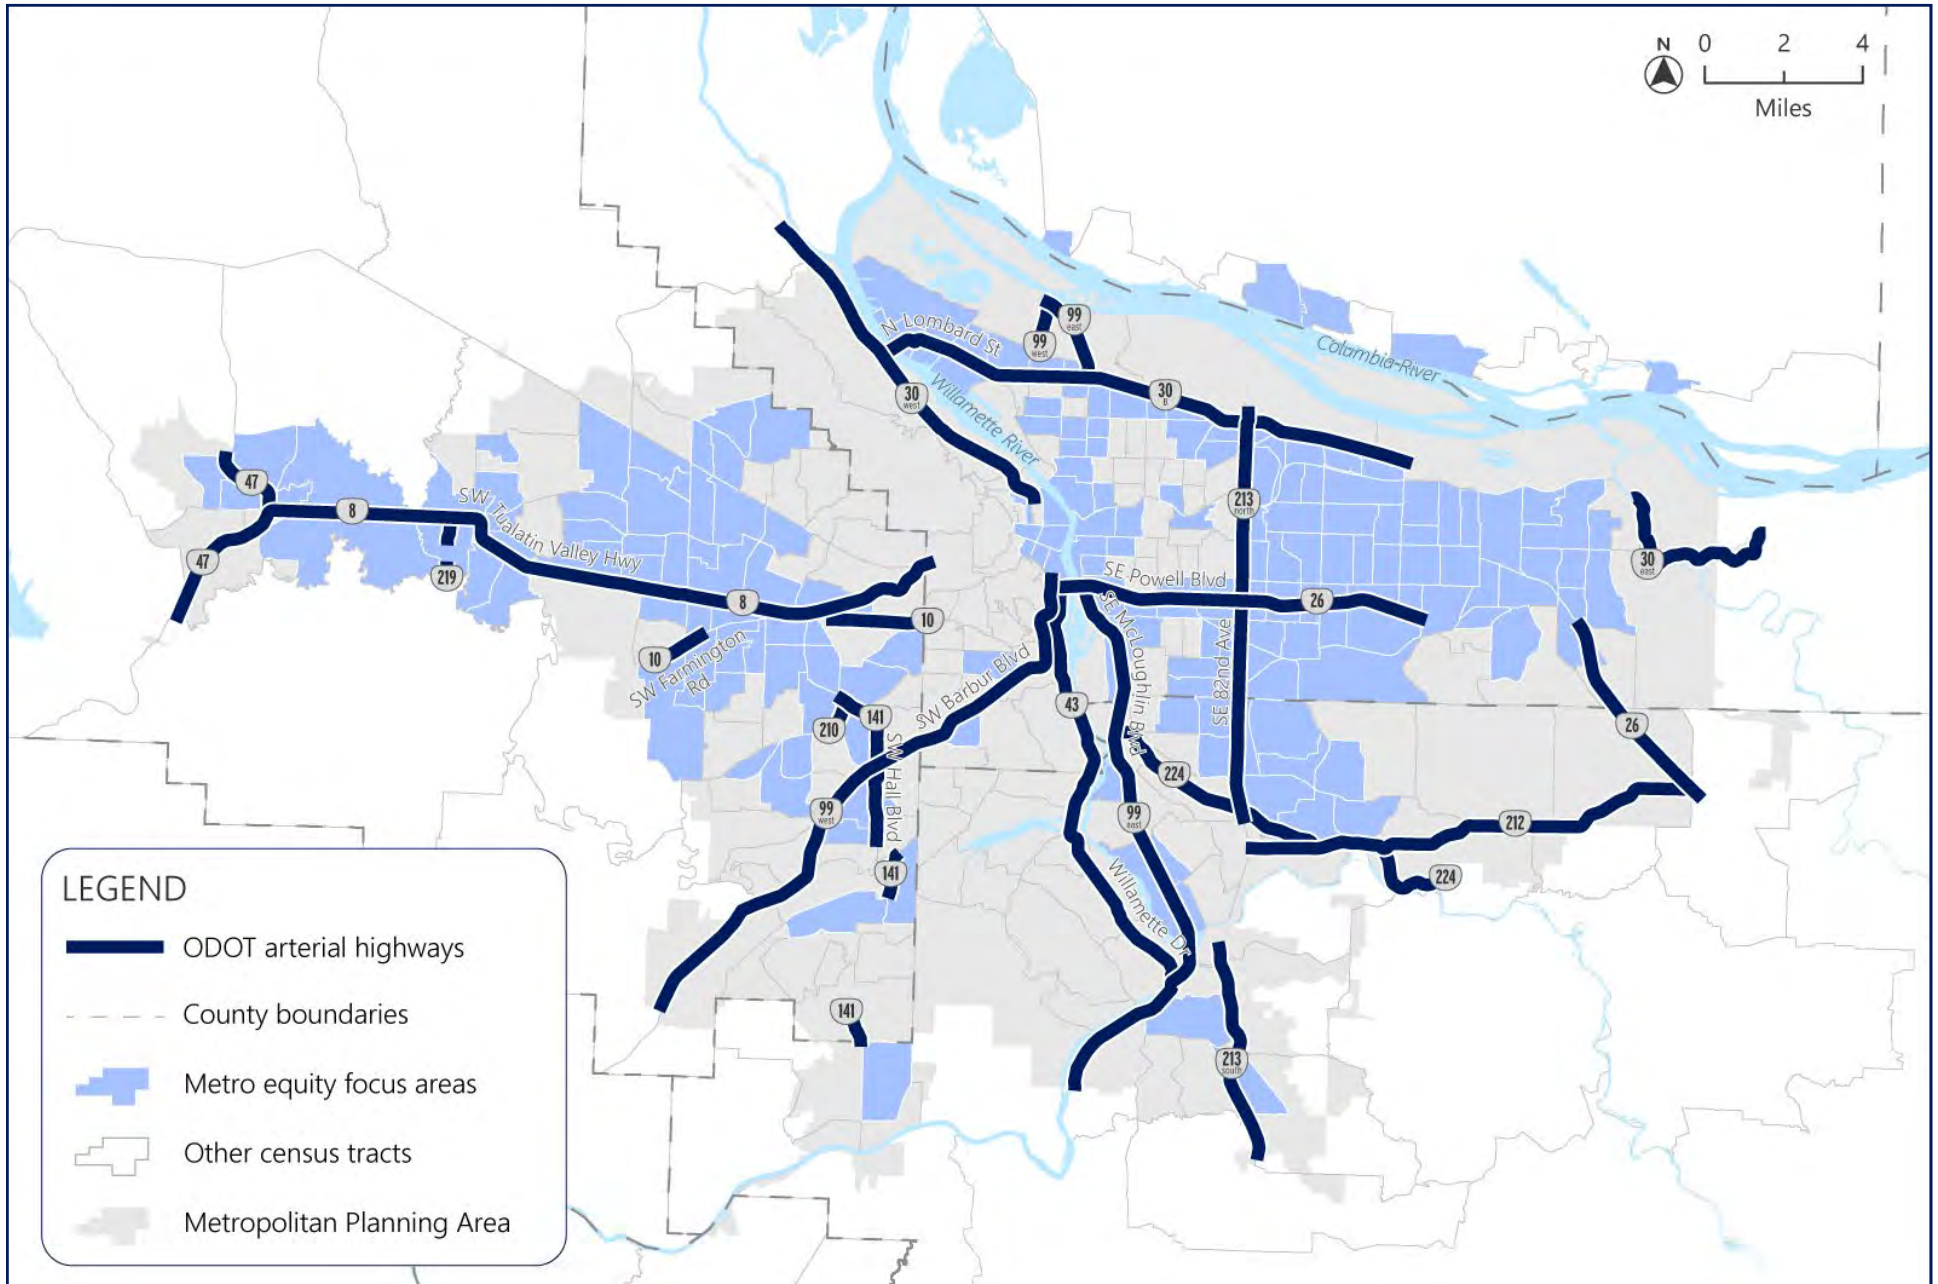 N
0 2 4
Miles
N Lombard St
99
east
99
west
Columbia River
30
west
30
B
Willamette River
47
8
SW Tualatin Valley Hwy
213
north
47
219
30
east
SE Powell Blvd
8
26
10
10
SW Farmington
Rd
SE McLoughlin Blvd
SE 82nd Ave
SW Barbur Blvd
43
141
210
SW Hall Blvd
26
224
99
west
99
east
212
141
224
Willamette Dr
141
213
south
LEGEND
ODOT arterial highways
County boundaries
Metro equity focus areas
Other census tracts
Metropolitan Planning Area